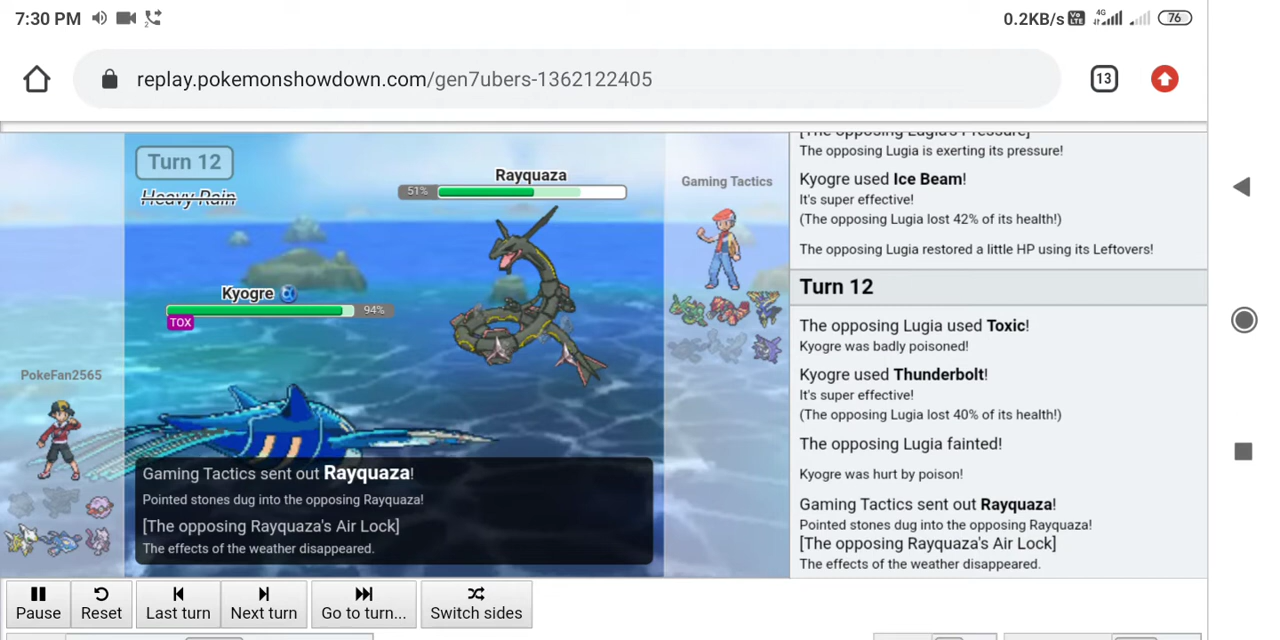 7:30 PM
2
0.2KB/s
Vo LTE
4G
76
replay.pokemonshowdown.com/gen7ubers-1362122405
13
Turn 12
Heavy Rain
Rayquaza
51%
Kyogre
94%
TOX
Gaming Tactics
PokeFan2565
Gaming Tactics sent out Rayquaza!
Pointed stones dug into the opposing Rayquaza!
[The opposing Rayquaza's Air Lock]
The effects of the weather disappeared.
[The opposing Lugia's Pressure]
The opposing Lugia is exerting its pressure!
Kyogre used Ice Beam!
It's super effective!
(The opposing Lugia lost 42% of its health!)
The opposing Lugia restored a little HP using its Leftovers!
Turn 12
The opposing Lugia used Toxic!
Kyogre was badly poisoned!
Kyogre used Thunderbolt!
It's super effective!
(The opposing Lugia lost 40% of its health!)
The opposing Lugia fainted!
Kyogre was hurt by poison!
Gaming Tactics sent out Rayquaza!
Pointed stones dug into the opposing Rayquaza!
[The opposing Rayquaza's Air Lock]
The effects of the weather disappeared.
Pause
Reset
Last turn
Next turn
Go to turn...
Switch sides